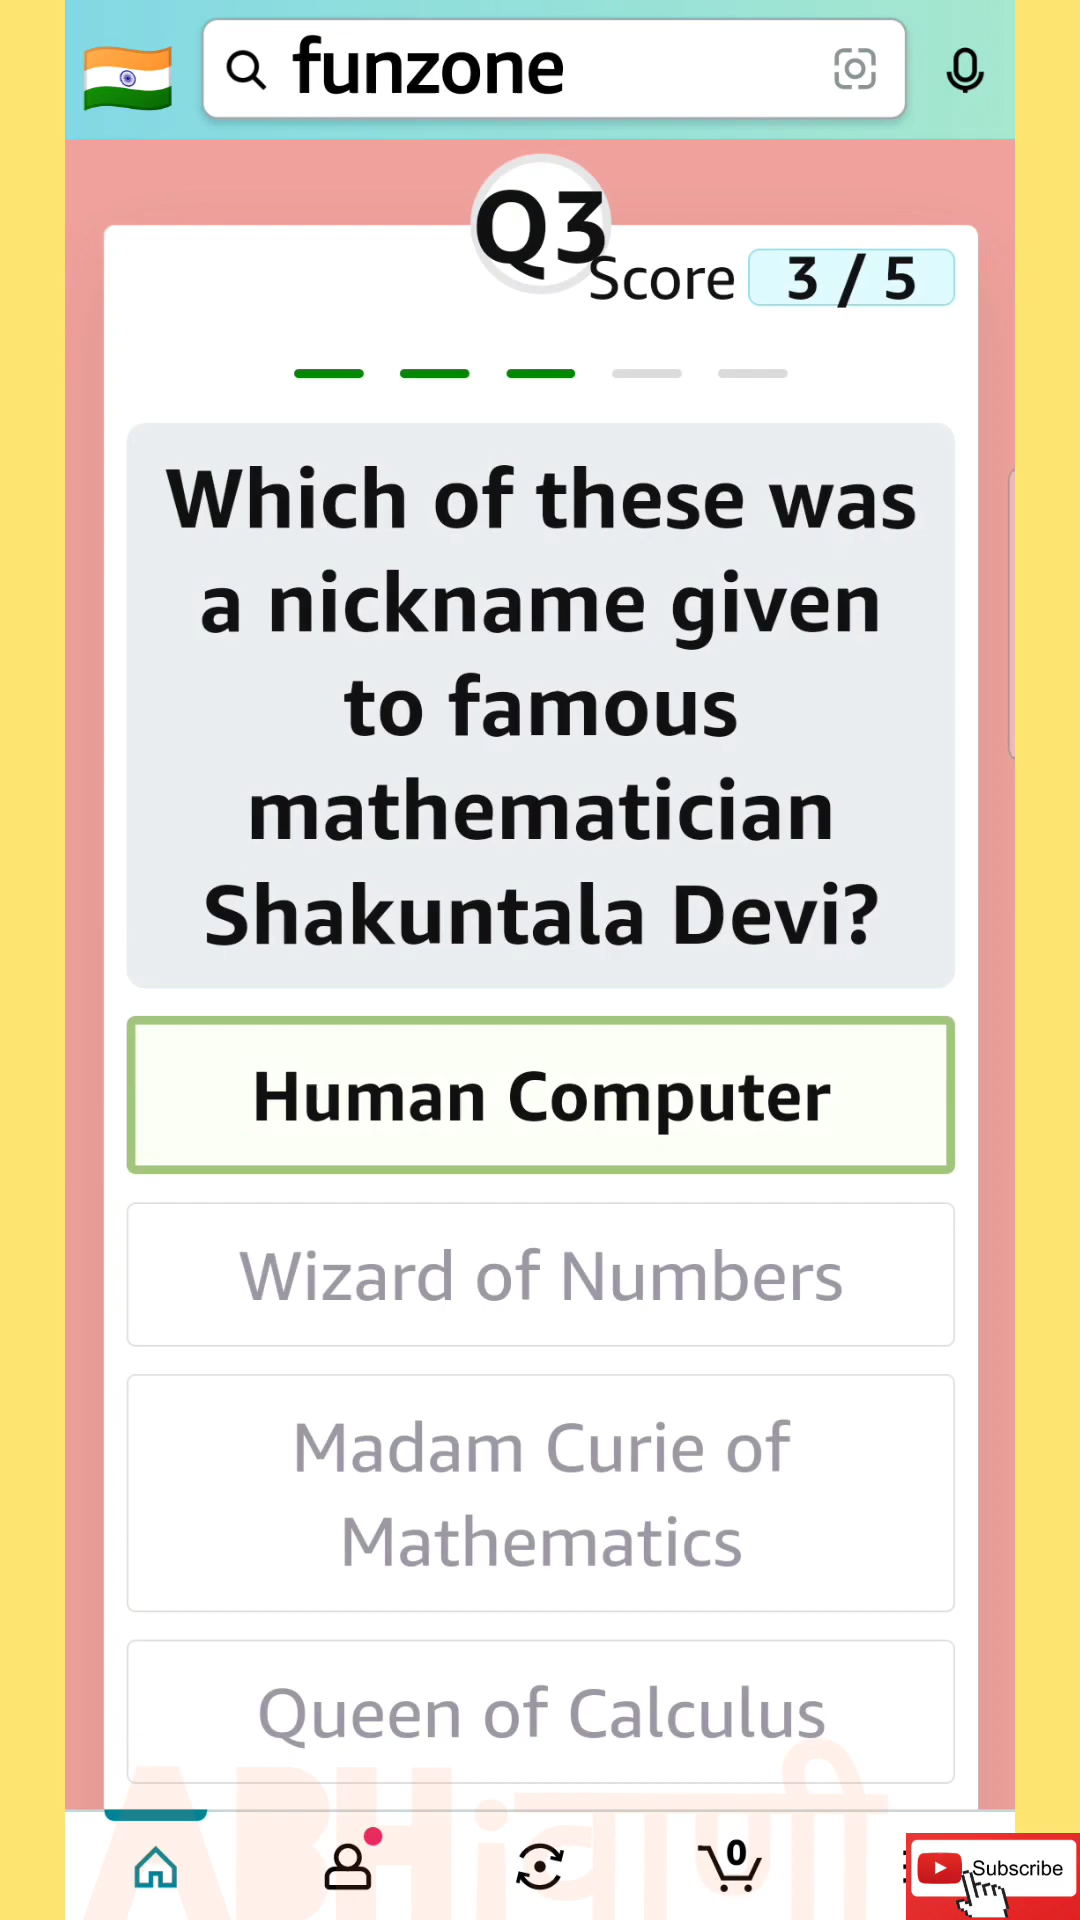 funzone
Q3
Score 3 / 5
Which of these was
a nickname given
to famous
mathematician
Shakuntala Devi?
Human Computer
Wizard of Numbers
Madam Curie of
Mathematics
Queen of Calculus
ABHiवाणी
0
Subscribe